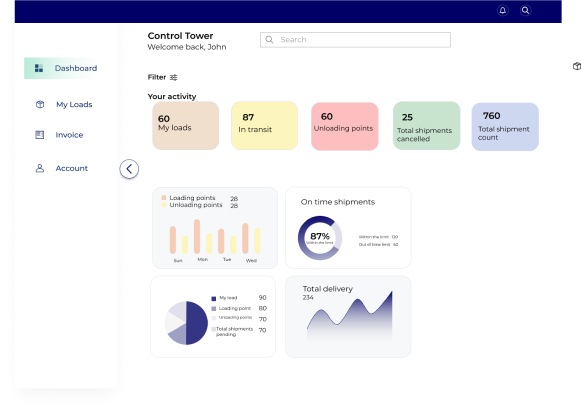 Control Tower
Welcome back, John
Search
Dashboard
My Loads
Invoice
Account
Filter
Your activity
60
My loads
87
In transit
60
Unloading points
25
Total shipments
cancelled
760
Total shipment
count
Loading points 28
Unloading points 28
Sun Mon Tue Wed
On time shipments
87%
Within the limit
Within the limit 120
Out of time limit 40
My load 90
Loading point 80
Unloading points 70
Total shipments
pending 70
Total delivery
234